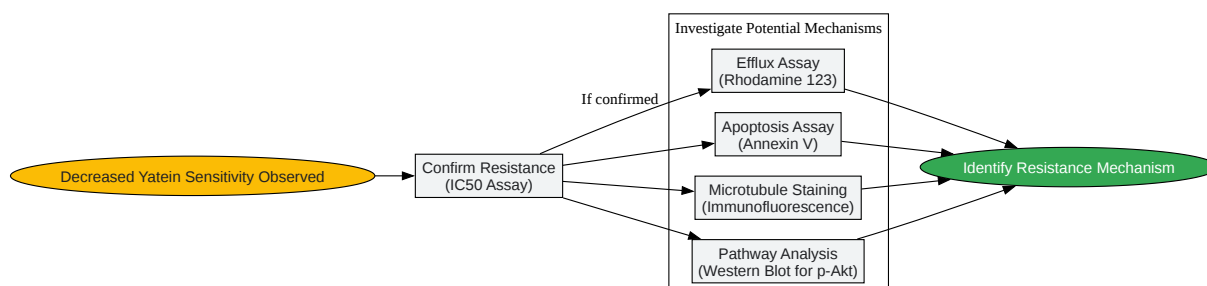 Decreased Yatein Sensitivity Observed
Confirm Resistance
(IC50 Assay)
If confirmed
Investigate Potential Mechanisms
Efflux Assay
(Rhodamine 123)
Apoptosis Assay
(Annexin V)
Microtubule Staining
(Immunofluorescence)
Pathway Analysis
(Western Blot for p-Akt)
Identify Resistance Mechanism